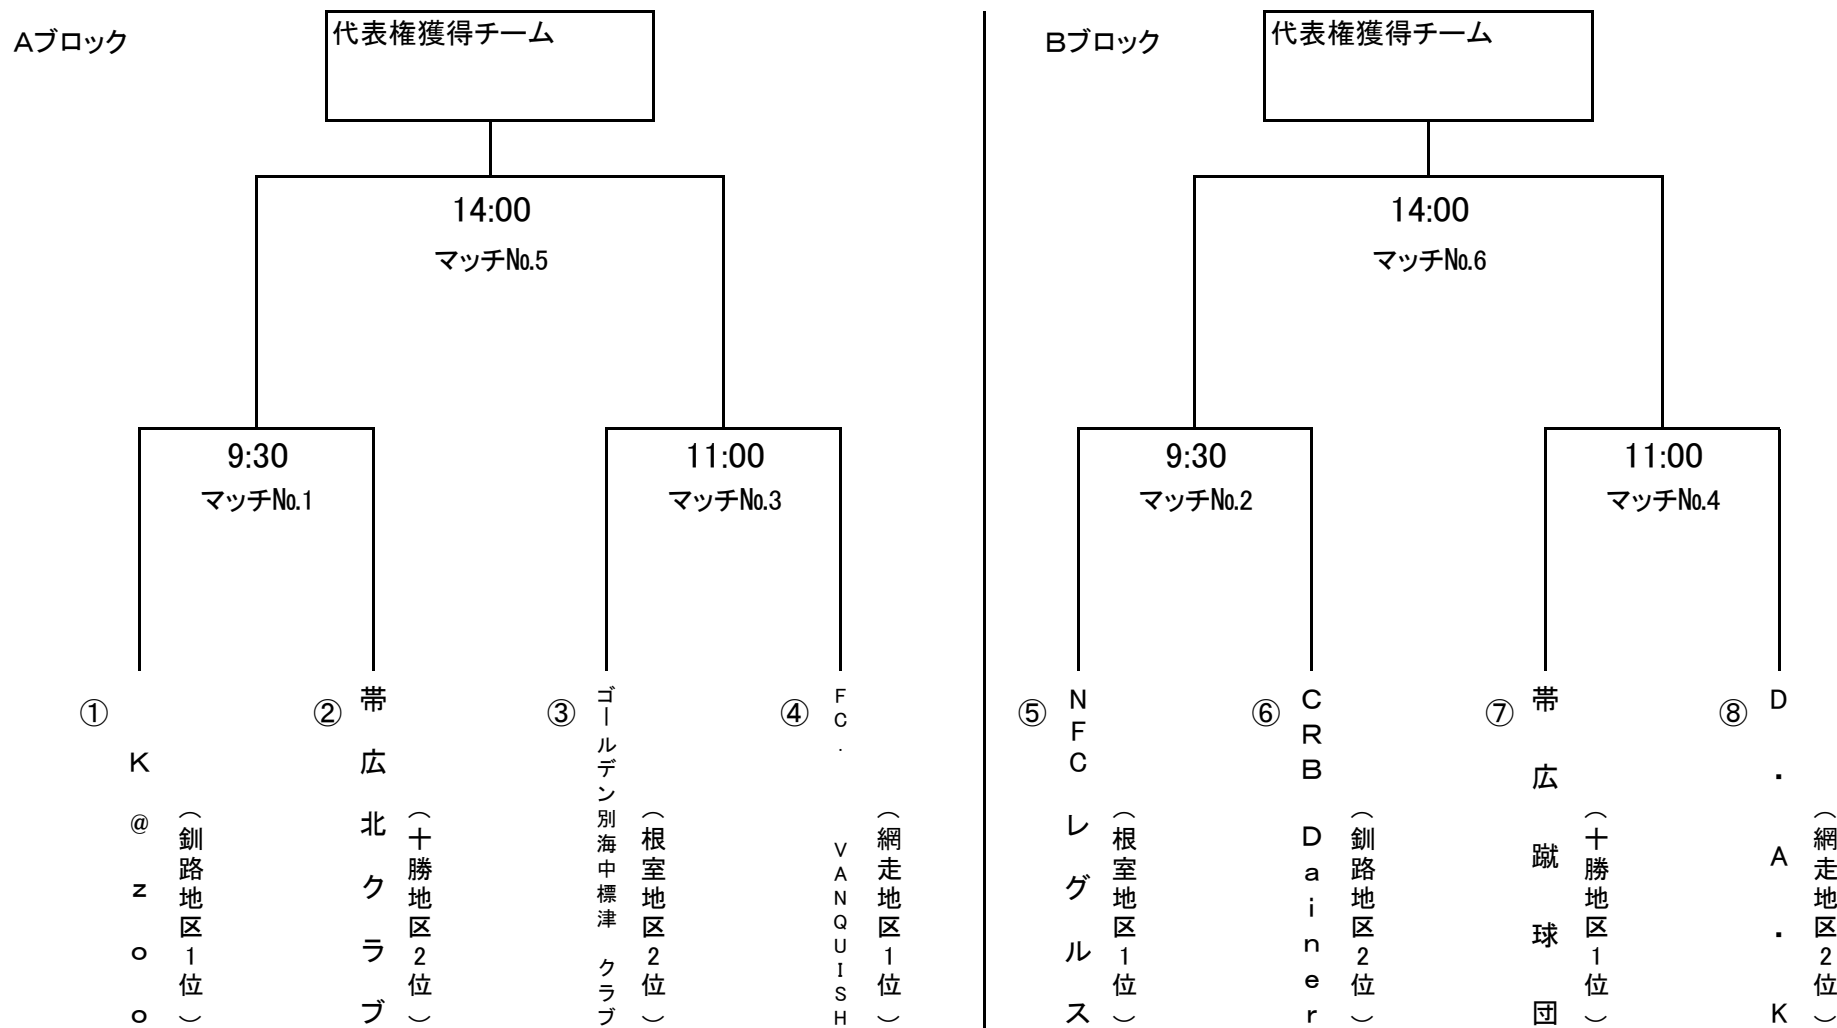 Aブロック
代表権獲得チーム
14:00
マッチ№5
9:30
マッチ№1
11:00
マッチ№3
①
K@zoo
（釧路地区1位）
②
帯広北クラブ
（十勝地区2位）
③
ゴールデン別海中標津 クラブ
（根室地区2位）
④
FC. VANQUISH
（網走地区1位）
Bブロック
代表権獲得チーム
14:00
マッチ№6
9:30
マッチ№2
11:00
マッチ№4
⑤
NFCレグルス
（根室地区1位）
⑥
CRB Dainer
（釧路地区2位）
⑦
帯広蹴球団
（十勝地区1位）
⑧
D・A・K
（網走地区2位）